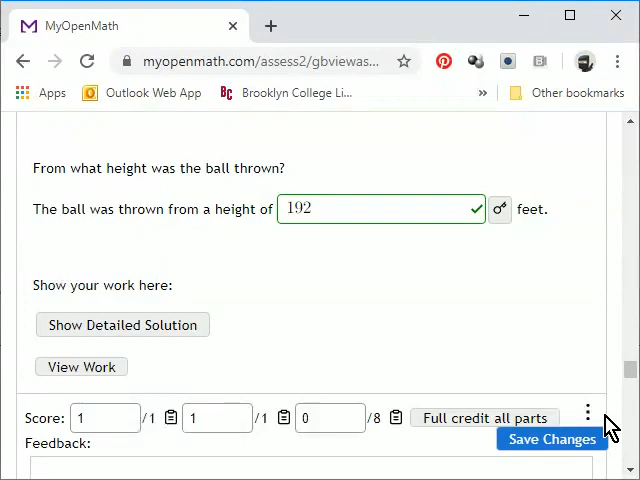 MyOpenMath
myopenmath.com/assess2/gbviewas...
Apps Outlook Web App BC Brooklyn College Li... » Other bookmarks
From what height was the ball thrown?
The ball was thrown from a height of 192 feet.
Show your work here:
Show Detailed Solution
View Work
Score: 1 /1 1 /1 0 /8 Full credit all parts
Save Changes
Feedback: